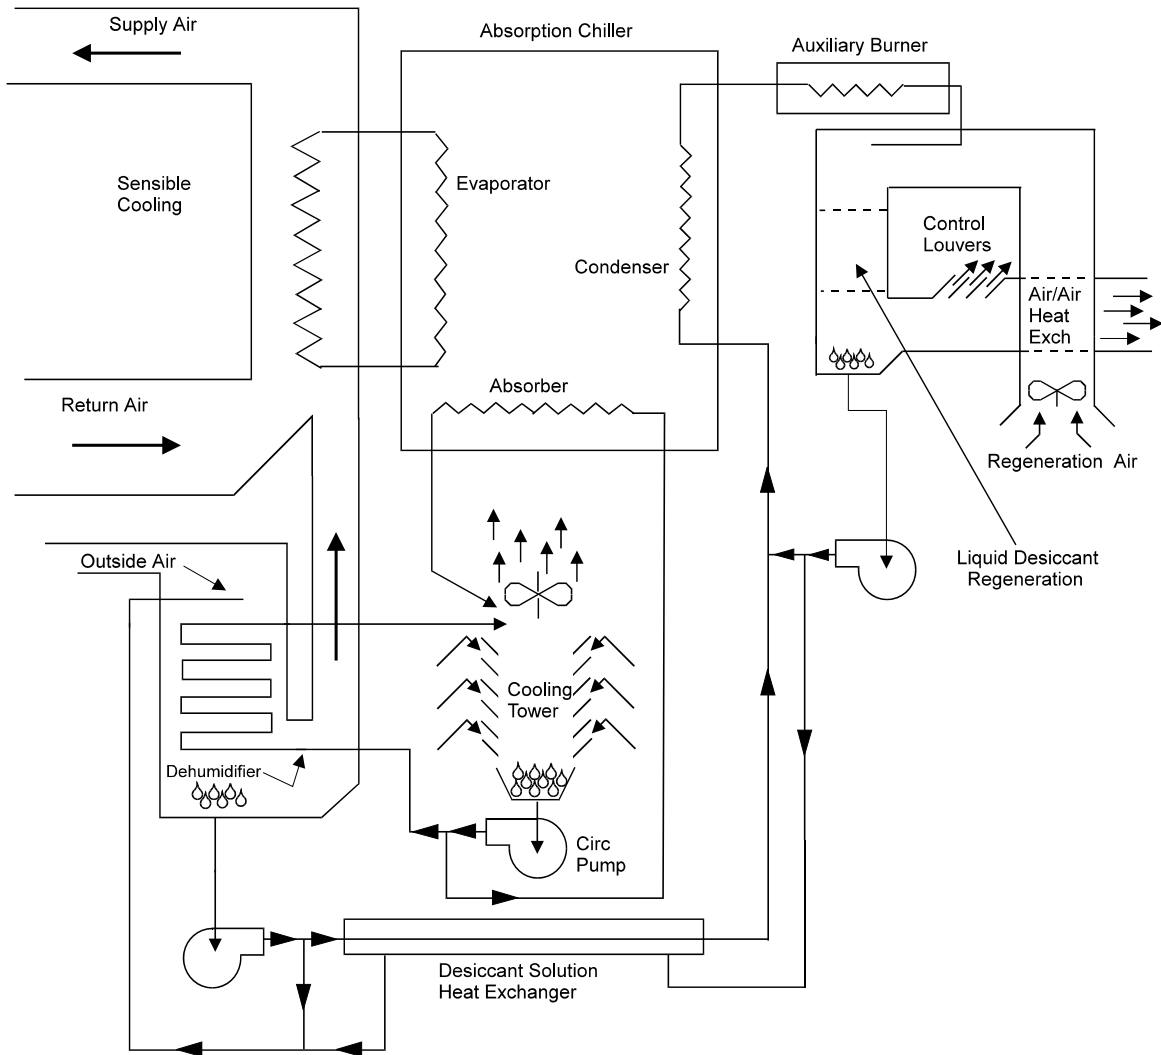 Supply Air
Absorption Chiller
Auxiliary Burner
Sensible
Cooling
Evaporator
Control
Louvers
Condenser
Air/Air
Heat
Exch
Absorber
Return Air
Regeneration Air
Outside Air
Liquid Desiccant
Regeneration
Cooling
Tower
Dehumidifier
Circ
Pump
Desiccant Solution
Heat Exchanger